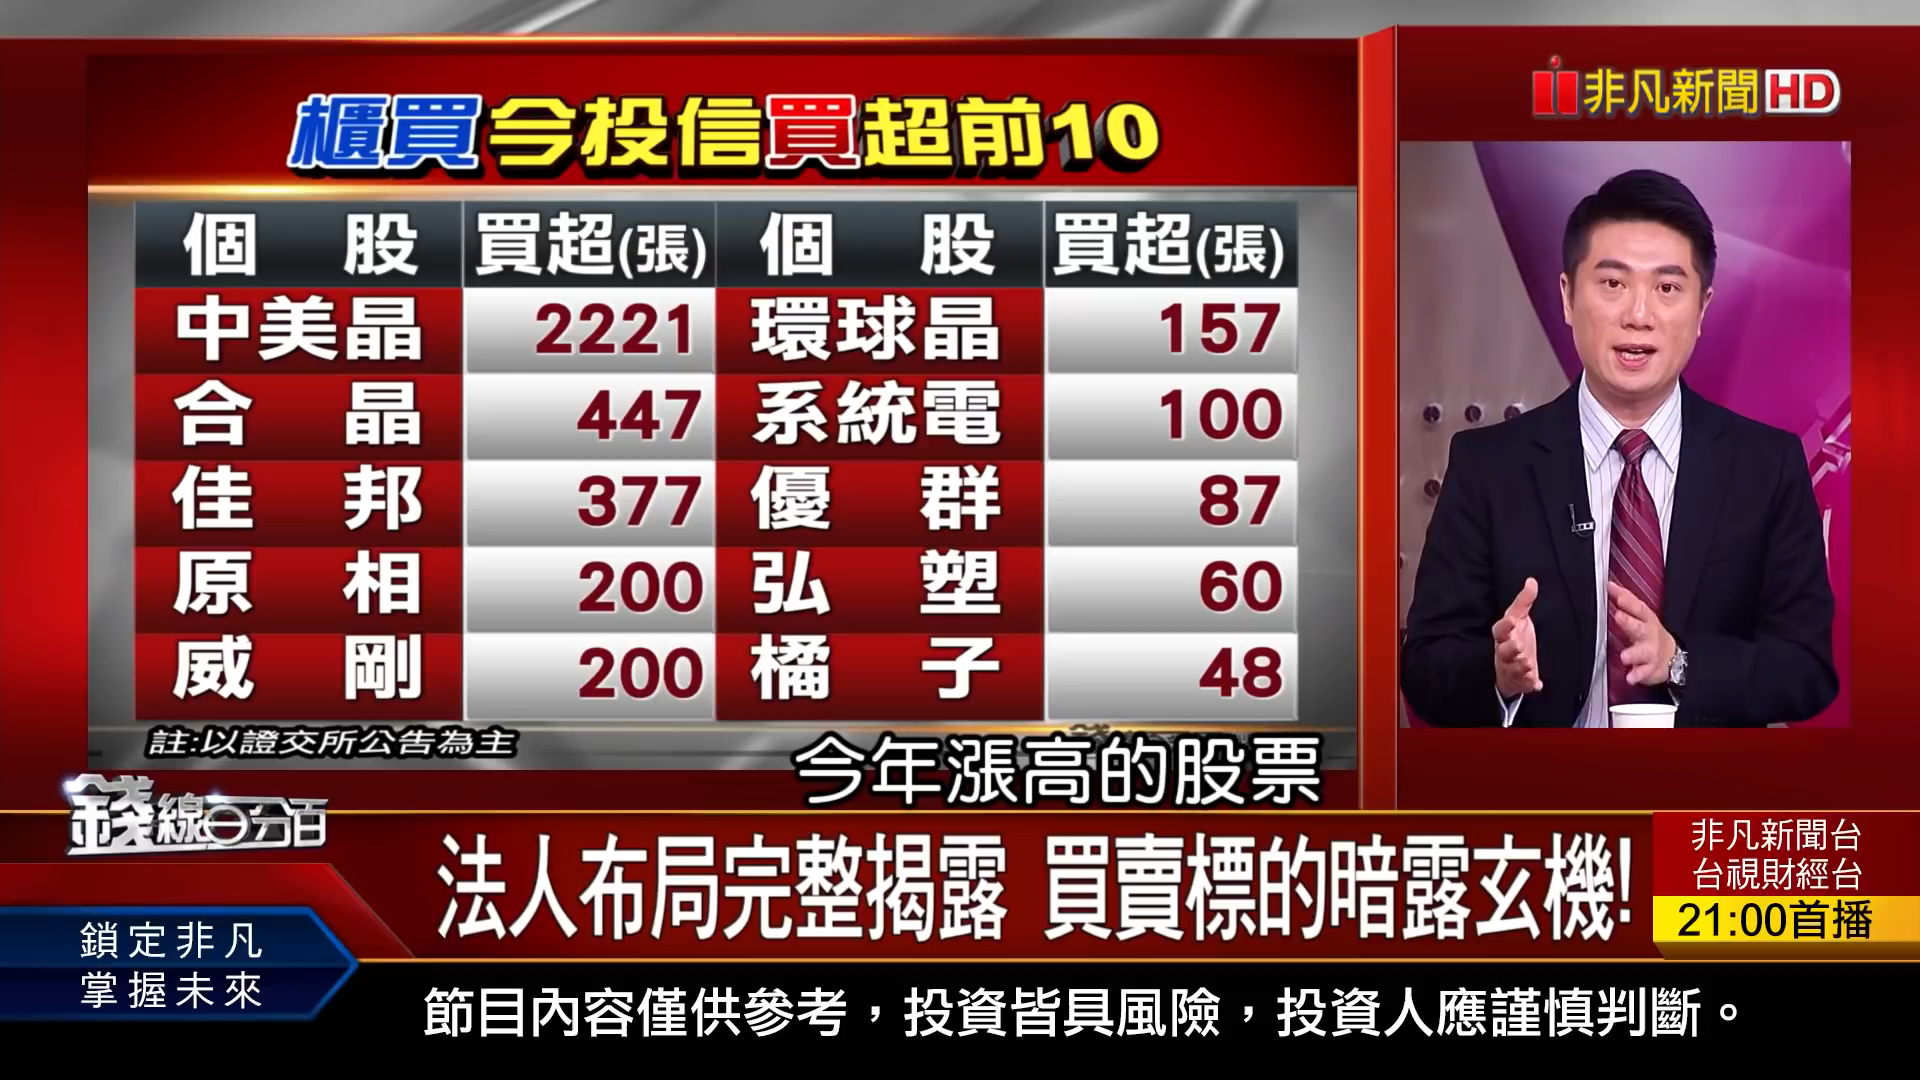 櫃買今投信買超前10
非凡新聞HD
個股 買超(張) 個股 買超(張)
中美晶 2221 環球晶 157
合晶 447 系統電 100
佳邦 377 優群 87
原相 200 弘塑 60
威剛 200 橘子 48
註:以證交所公告為主
今年漲高的股票
錢線百分百
法人布局完整揭露 買賣標的暗露玄機!
非凡新聞台
台視財經台
21:00首播
鎖定非凡
掌握未來
節目內容僅供參考，投資皆具風險，投資人應謹慎判斷。